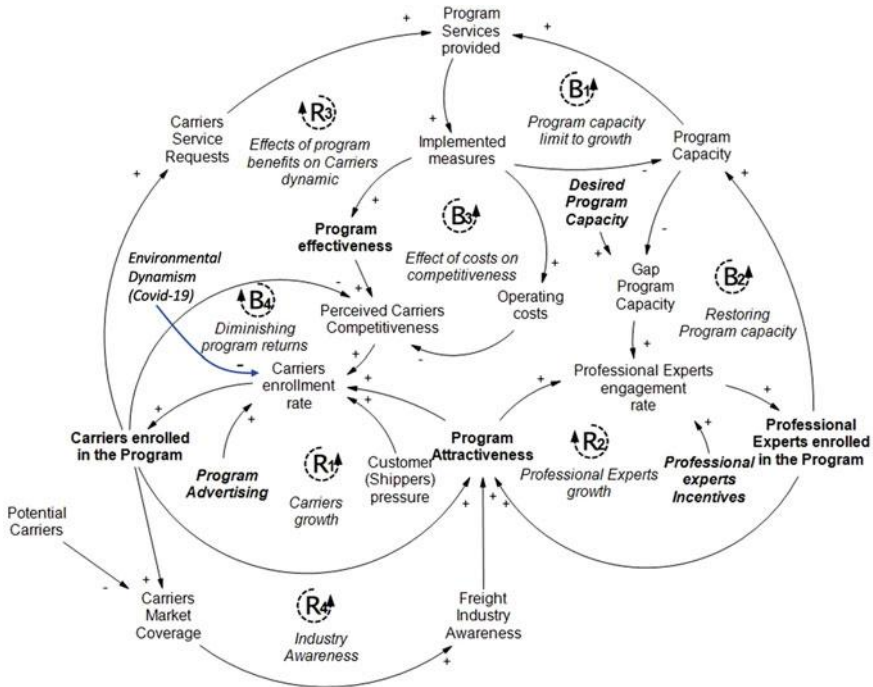 Program
Services
provided
+
+
R3
B1
Carriers
Service
Requests
Effects of program
benefits on Carriers
dynamic
+
Implemented
measures
Program capacity
limit to growth
Program
Capacity
+
-
+
+
Desired
Program
Capacity
-
Program
effectiveness
B3
Effect of costs on
competitiveness
+
+
Environmental
Dynamism
(Covid-19)
B4
Diminishing
program returns
-
+
Perceived Carriers
Competitiveness
Operating
costs
Gap
Program
Capacity
B2
Restoring
Program capacity
-
+
-
+
Carriers
enrollment
rate
+
+
+
Professional Experts
engagement
rate
+
+
+
Carriers enrolled
in the Program
Program
Advertising
R1
Carriers
growth
Customer
(Shippers)
pressure
Program
Attractiveness
R2
Professional Experts
growth
+
Professional
experts
Incentives
Professional
Experts enrolled
in the Program
+
+
+
Potential
Carriers
-
+
Carriers
Market
Coverage
R4
Industry
Awareness
Freight
Industry
Awareness
+